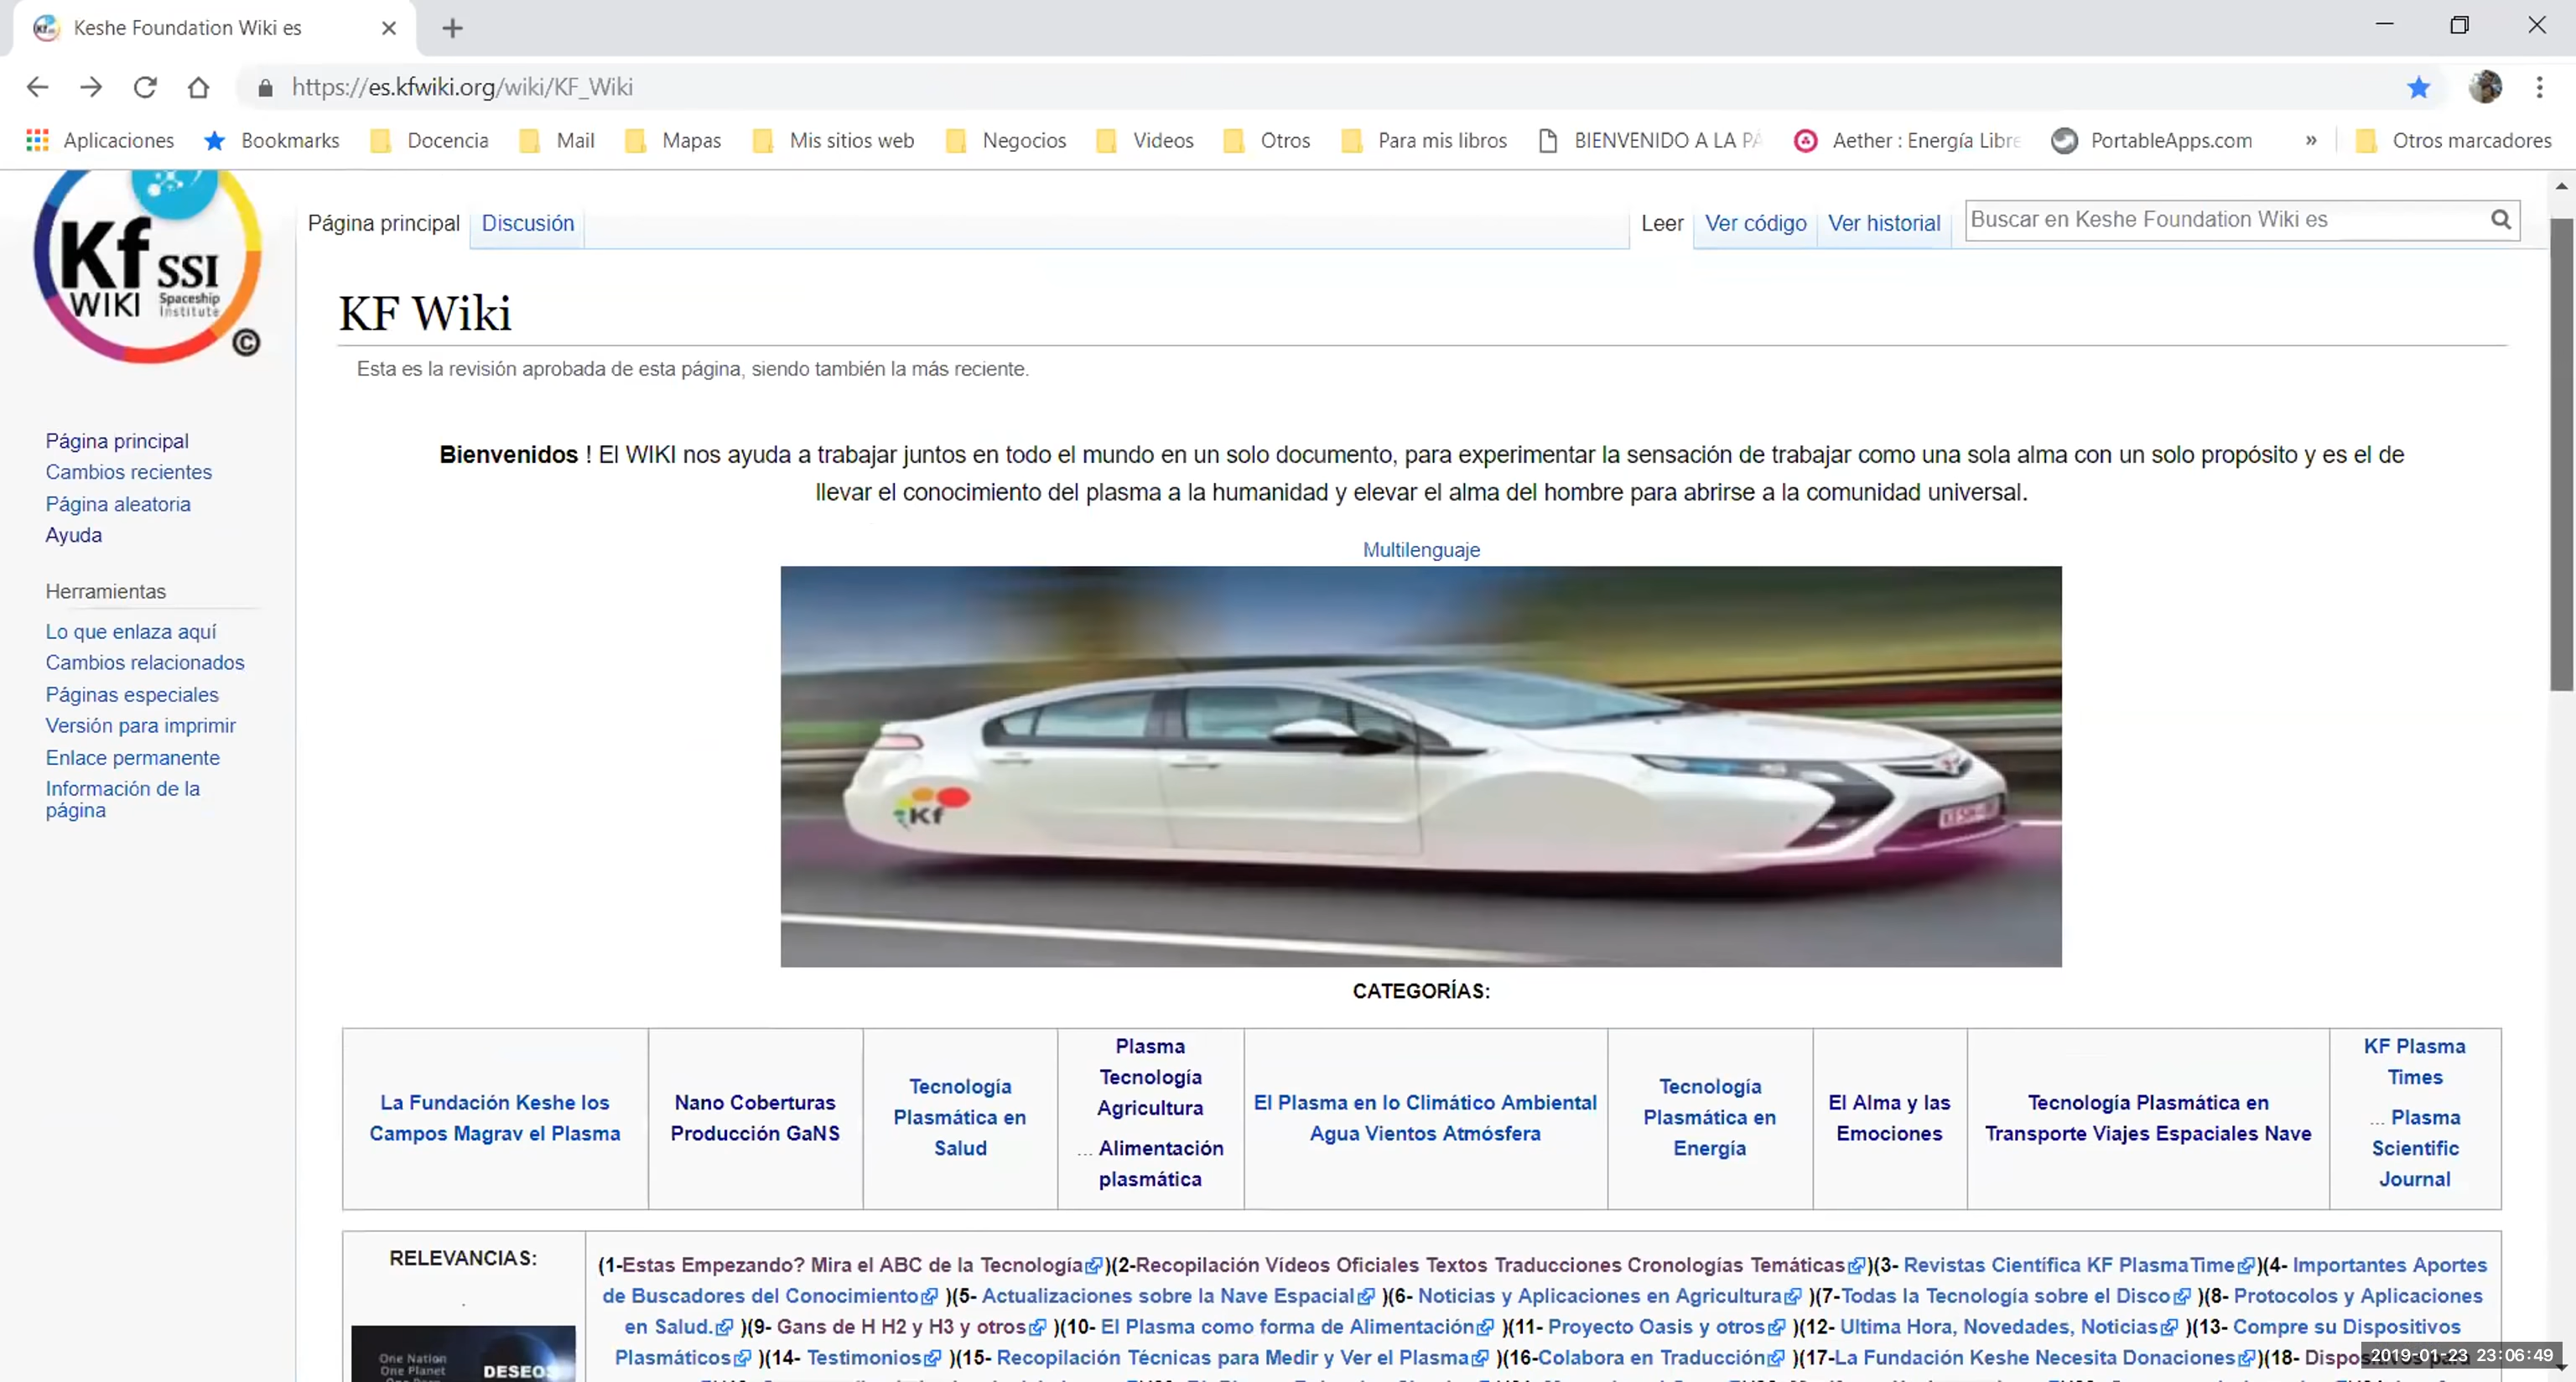 Keshe Foundation Wiki es
https://es.kfwiki.org/wiki/KF_Wiki
Aplicaciones Bookmarks Docencia Mail Mapas Mis sitios web Negocios Videos Otros Para mis libros BIENVENIDO A LA PÁ Aether : Energía Libre PortableApps.com » Otros marcadores
Kf SSI
WIKI Spaceship
Institute
©
Página principal Discusión Leer Ver código Ver historial Buscar en Keshe Foundation Wiki es
KF Wiki
Esta es la revisión aprobada de esta página, siendo también la más reciente.
Página principal
Cambios recientes
Página aleatoria
Ayuda
Herramientas
Lo que enlaza aquí
Cambios relacionados
Páginas especiales
Versión para imprimir
Enlace permanente
Información de la
página
Bienvenidos ! El WIKI nos ayuda a trabajar juntos en todo el mundo en un solo documento, para experimentar la sensación de trabajar como una sola alma con un solo propósito y es el de
llevar el conocimiento del plasma a la humanidad y elevar el alma del hombre para abrirse a la comunidad universal.
Multilenguaje
Kf
CATEGORÍAS:
La Fundación Keshe los
Campos Magrav el Plasma
Nano Coberturas
Producción GaNS
Tecnología
Plasmática en
Salud
Plasma
Tecnología
Agricultura
... Alimentación
plasmática
El Plasma en lo Climático Ambiental
Agua Vientos Atmósfera
Tecnología
Plasmática en
Energía
El Alma y las
Emociones
Tecnología Plasmática en
Transporte Viajes Espaciales Nave
KF Plasma
Times
... Plasma
Scientific
Journal
RELEVANCIAS:
.
One Nation
One Planet
DESEOS
(1-Estas Empezando? Mira el ABC de la Tecnología)(2-Recopilación Vídeos Oficiales Textos Traducciones Cronologías Temáticas)(3- Revistas Científica KF PlasmaTime)(4- Importantes Aportes
de Buscadores del Conocimiento )(5- Actualizaciones sobre la Nave Espacial )(6- Noticias y Aplicaciones en Agricultura )(7-Todas la Tecnología sobre el Disco )(8- Protocolos y Aplicaciones
en Salud. )(9- Gans de H H2 y H3 y otros )(10- El Plasma como forma de Alimentación )(11- Proyecto Oasis y otros )(12- Ultima Hora, Novedades, Noticias )(13- Compre su Dispositivos
Plasmáticos )(14- Testimonios )(15- Recopilación Técnicas para Medir y Ver el Plasma )(16-Colabora en Traducción )(17-La Fundación Keshe Necesita Donaciones )(18-
2019-01-23 23:06:49